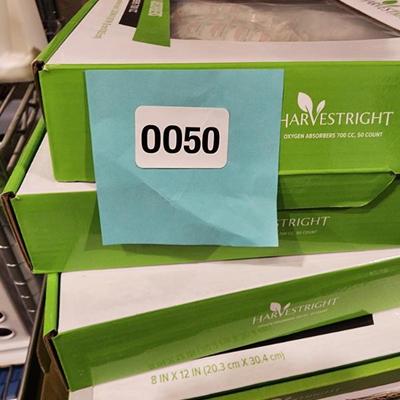 0050
HARVESTRIGHT
OXYGEN ABSORBERS 700 CC, 50 COUNT
HARVESTRIGHT
HARVESTRIGHT
8 IN X 12 IN (20.3 cm X 30.4 cm)